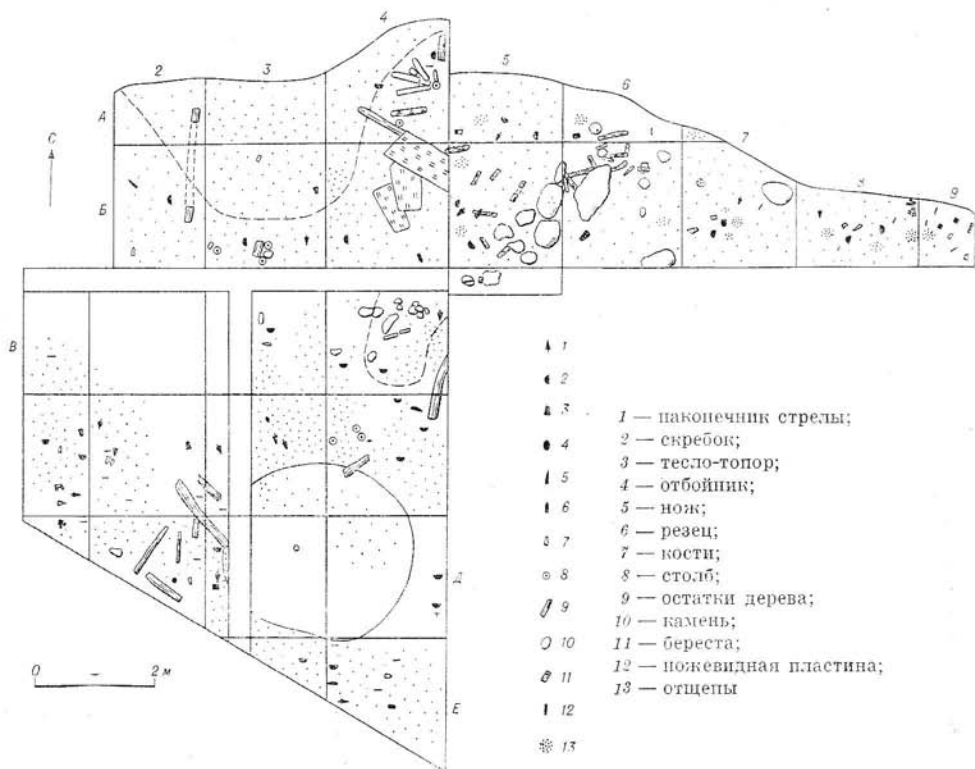 4
2
3
5
6
7
8
9
А
Б
С
В
Д
Е
0 2 м
1
2
3
4
5
6
7
8
9
10
11
12
13
1 — наконечник стрелы;
2 — скребок;
3 — тесло-топор;
4 — отбойник;
5 — нож;
6 — резец;
7 — кости;
8 — столб;
9 — остатки дерева;
10 — камень;
11 — береста;
12 — ножевидная пластина;
13 — отщепы